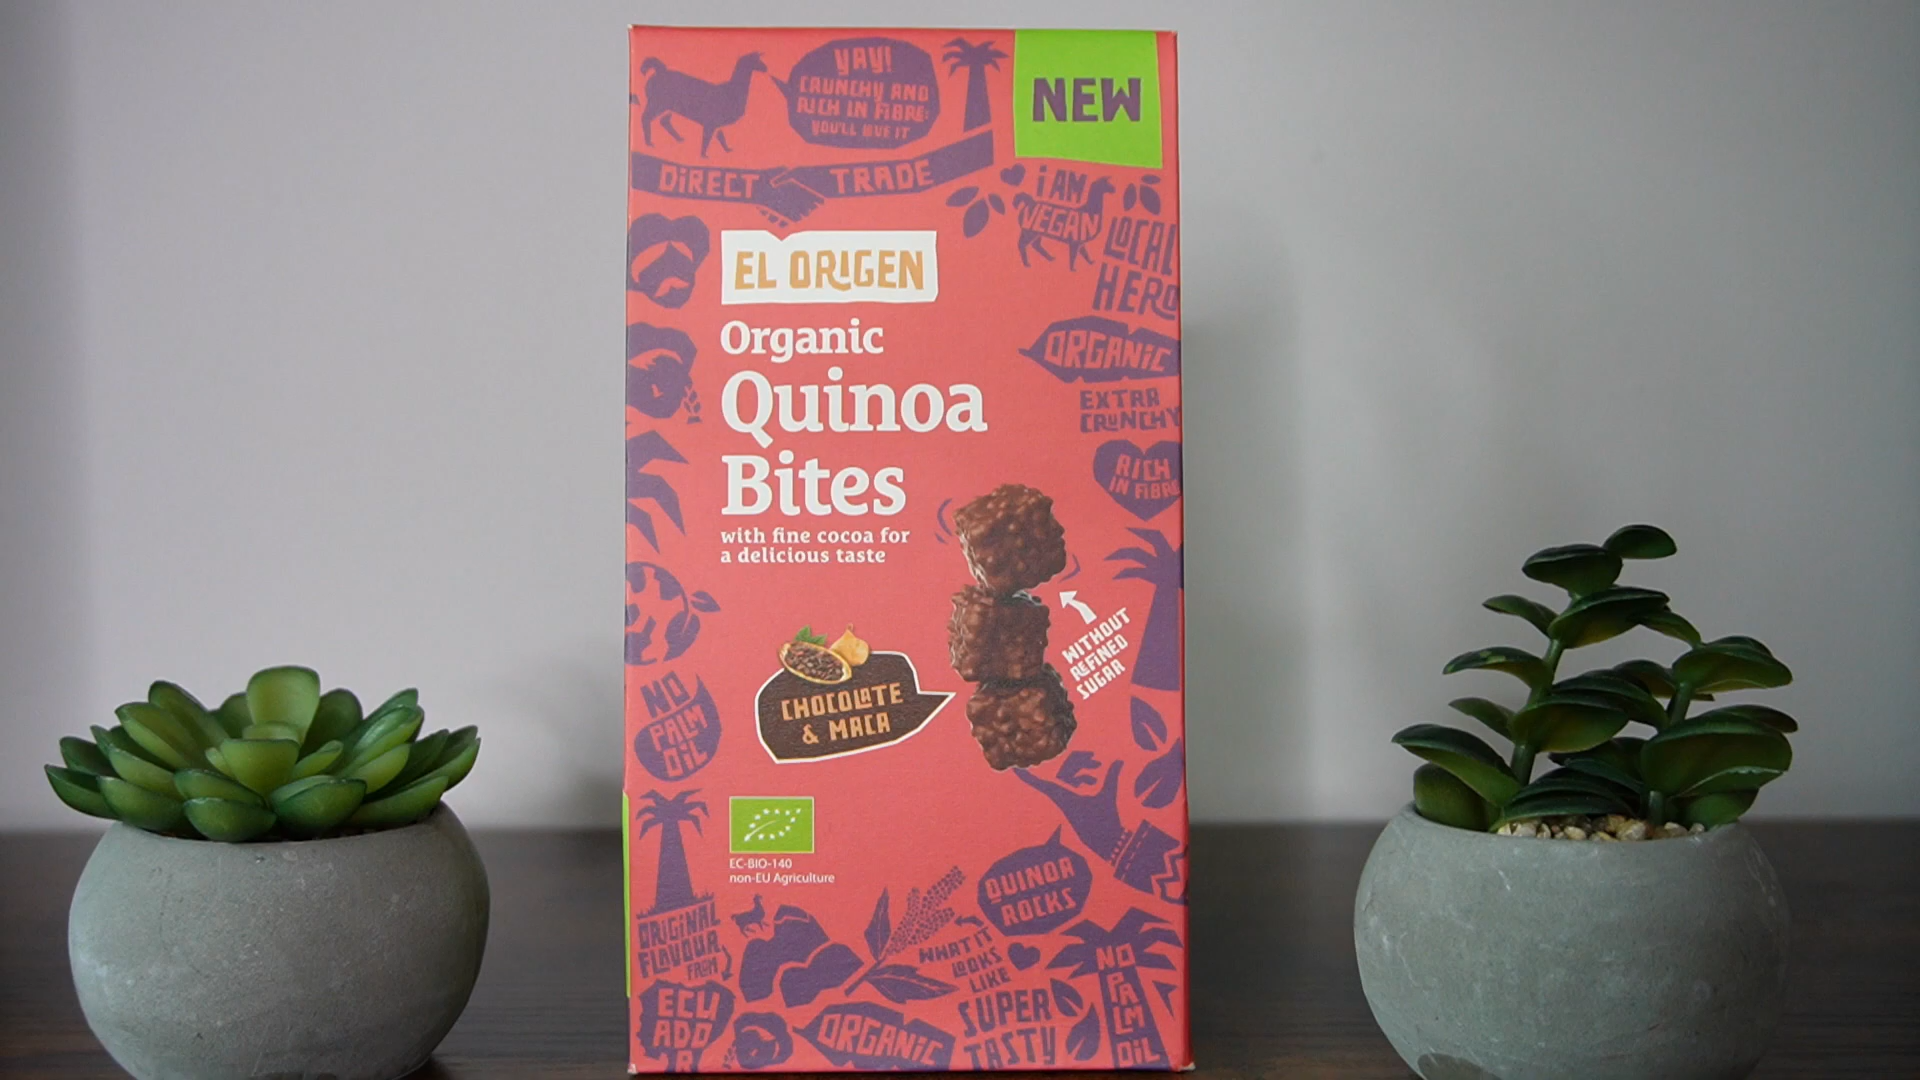 YAY!
CRUNCHY AND
RICH IN FIBRE:
YOU'LL LOVE IT
NEW
DIRECT TRADE
I AM
VEGAN
LOCAL
HERO
EL ORIGEN
Organic
Quinoa
Bites
with fine cocoa for
a delicious taste
ORGANIC
EXTRA
CRUNCHY
RICH
IN FIBRE
WITHOUT
REFINED
SUGAR
CHOCOLATE
& MACA
NO
PALM
OIL
EC-BIO-140
non-EU Agriculture
QUINOA
ROCKS
ORIGINAL
FLAVOUR
FROM
ECU
ADO
R
WHAT IT
LOOKS
LIKE
SUPER
TASTY!
ORGANIC
NO
PA
LM
OIL